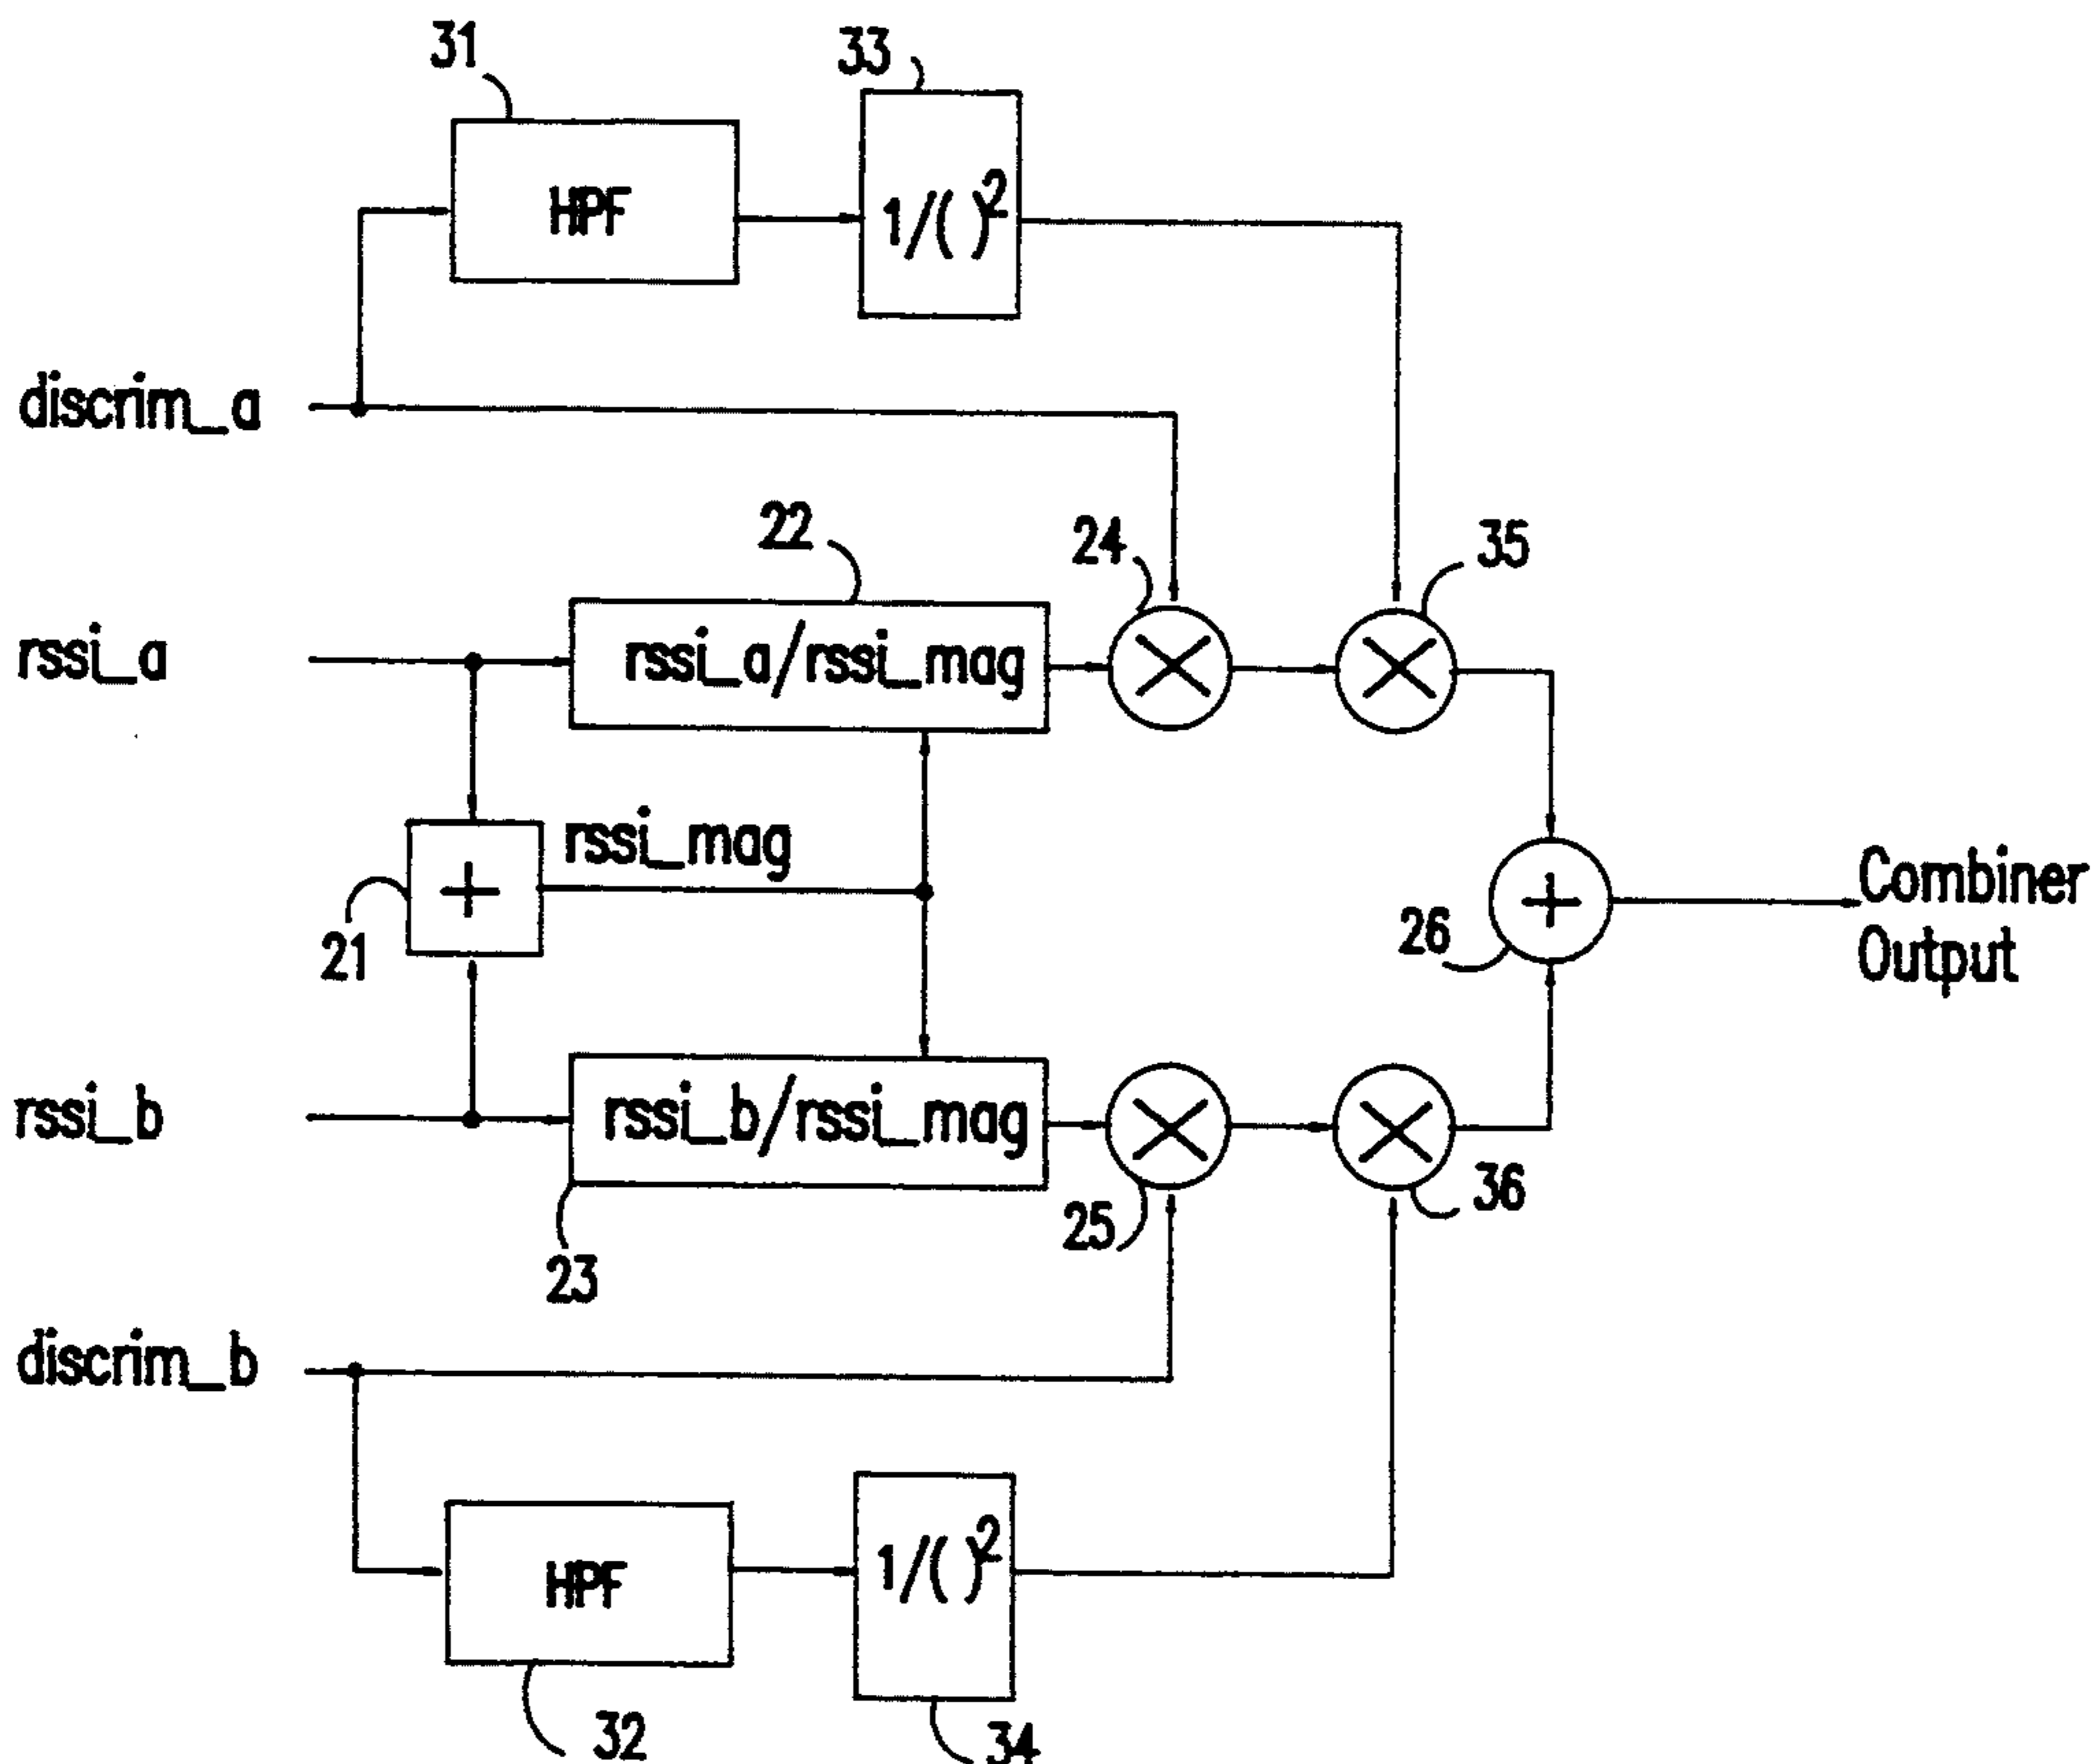 31
33
HPF
1/( )²
discrim_a
22
24
35
rssi_a
rssi_a/rssi_mag
rssi_mag
+
21
26
+
Combiner
Output
rssi_b
rssi_b/rssi_mag
36
25
23
discrim_b
HPF
1/( )²
32
34